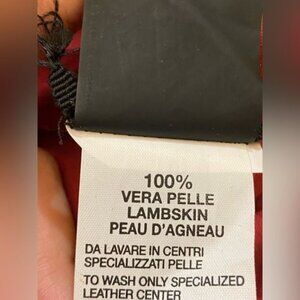 100%
VERA PELLE
LAMBSKIN
PEAU D'AGNEAU
DA LAVARE IN CENTRI
SPECIALIZZATI PELLE
TO WASH ONLY SPECIALIZED
LEATHER CENTER